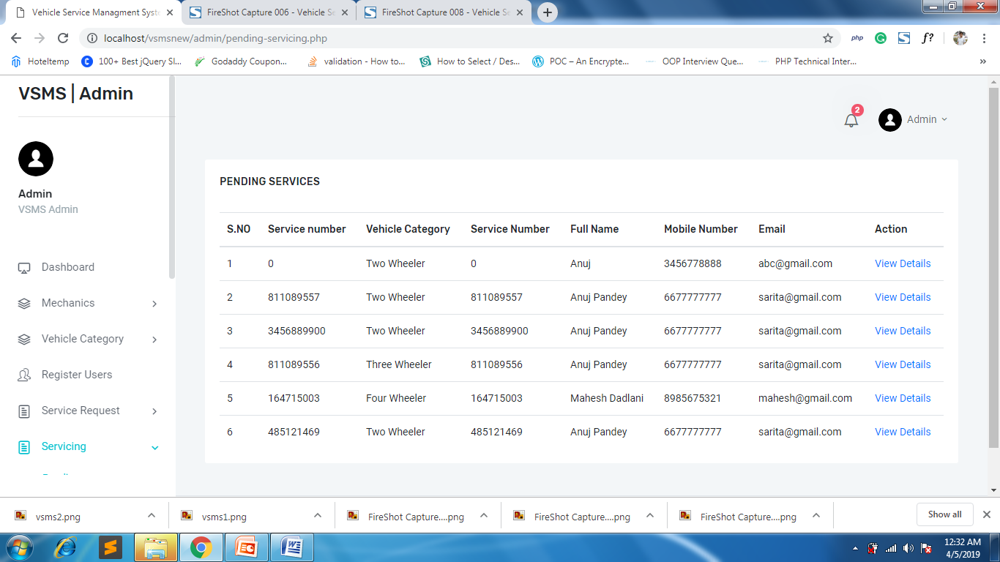 Vehicle Service Managment Syste
FireShot Capture 006 - Vehicle Se
FireShot Capture 008 - Vehicle Se
localhost/vsmsnew/admin/pending-servicing.php
php
f?
Hoteltemp
100+ Best jQuery Sl...
Godaddy Coupon...
validation - How to...
How to Select / Des...
POC – An Encrypte...
OOP Interview Que...
PHP Technical Inter...
»
VSMS | Admin
2
Admin
Admin
VSMS Admin
Dashboard
Mechanics
Vehicle Category
Register Users
Service Request
Servicing
PENDING SERVICES
S.NO Service number Vehicle Category Service Number Full Name Mobile Number Email Action
1 0 Two Wheeler 0 Anuj 3456778888 abc@gmail.com View Details
2 811089557 Two Wheeler 811089557 Anuj Pandey 6677777777 sarita@gmail.com View Details
3 3456889900 Two Wheeler 3456889900 Anuj Pandey 6677777777 sarita@gmail.com View Details
4 811089556 Three Wheeler 811089556 Anuj Pandey 6677777777 sarita@gmail.com View Details
5 164715003 Four Wheeler 164715003 Mahesh Dadlani 8985675321 mahesh@gmail.com View Details
6 485121469 Two Wheeler 485121469 Anuj Pandey 6677777777 sarita@gmail.com View Details
vsms2.png
vsms1.png
FireShot Capture....png
FireShot Capture....png
FireShot Capture....png
Show all
12:32 AM
4/5/2019